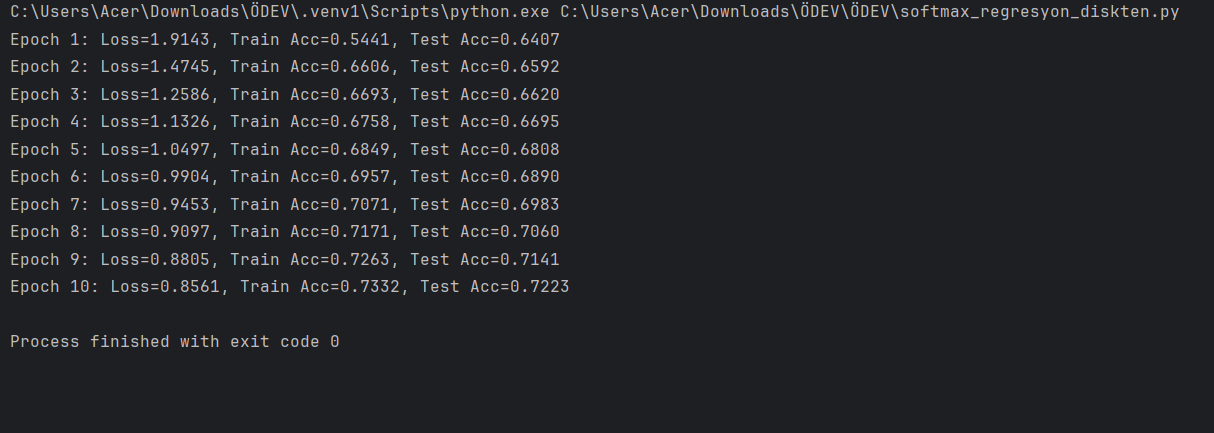 C:\Users\Acer\Downloads\ÖDEV\.venv1\Scripts\python.exe C:\Users\Acer\Downloads\ÖDEV\ÖDEV\softmax_regresyon_diskten.py
Epoch 1: Loss=1.9143, Train Acc=0.5441, Test Acc=0.6407
Epoch 2: Loss=1.4745, Train Acc=0.6606, Test Acc=0.6592
Epoch 3: Loss=1.2586, Train Acc=0.6693, Test Acc=0.6620
Epoch 4: Loss=1.1326, Train Acc=0.6758, Test Acc=0.6695
Epoch 5: Loss=1.0497, Train Acc=0.6849, Test Acc=0.6808
Epoch 6: Loss=0.9904, Train Acc=0.6957, Test Acc=0.6890
Epoch 7: Loss=0.9453, Train Acc=0.7071, Test Acc=0.6983
Epoch 8: Loss=0.9097, Train Acc=0.7171, Test Acc=0.7060
Epoch 9: Loss=0.8805, Train Acc=0.7263, Test Acc=0.7141
Epoch 10: Loss=0.8561, Train Acc=0.7332, Test Acc=0.7223
Process finished with exit code 0